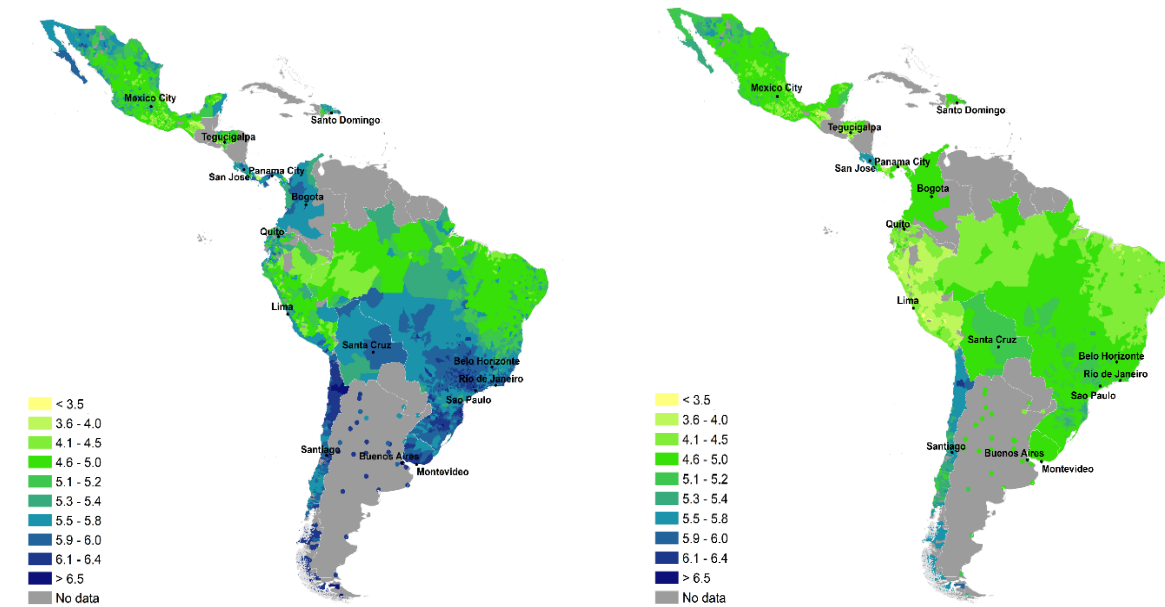 Mexico City
Santo Domingo
Tegucigalpa
Panama City
San Jose
Bogota
Quito
Lima
Santa Cruz
Belo Horizonte
Rio de Janeiro
Sao Paulo
Santiago
Buenos Aires
Montevideo
< 3.5
3.6 - 4.0
4.1 - 4.5
4.6 - 5.0
5.1 - 5.2
5.3 - 5.4
5.5 - 5.8
5.9 - 6.0
6.1 - 6.4
> 6.5
No data
Mexico City
Santo Domingo
Tegucigalpa
Panama City
San Jose
Bogota
Quito
Lima
Santa Cruz
Belo Horizonte
Rio de Janeiro
Sao Paulo
Santiago
Buenos Aires
Montevideo
< 3.5
3.6 - 4.0
4.1 - 4.5
4.6 - 5.0
5.1 - 5.2
5.3 - 5.4
5.5 - 5.8
5.9 - 6.0
6.1 - 6.4
> 6.5
No data